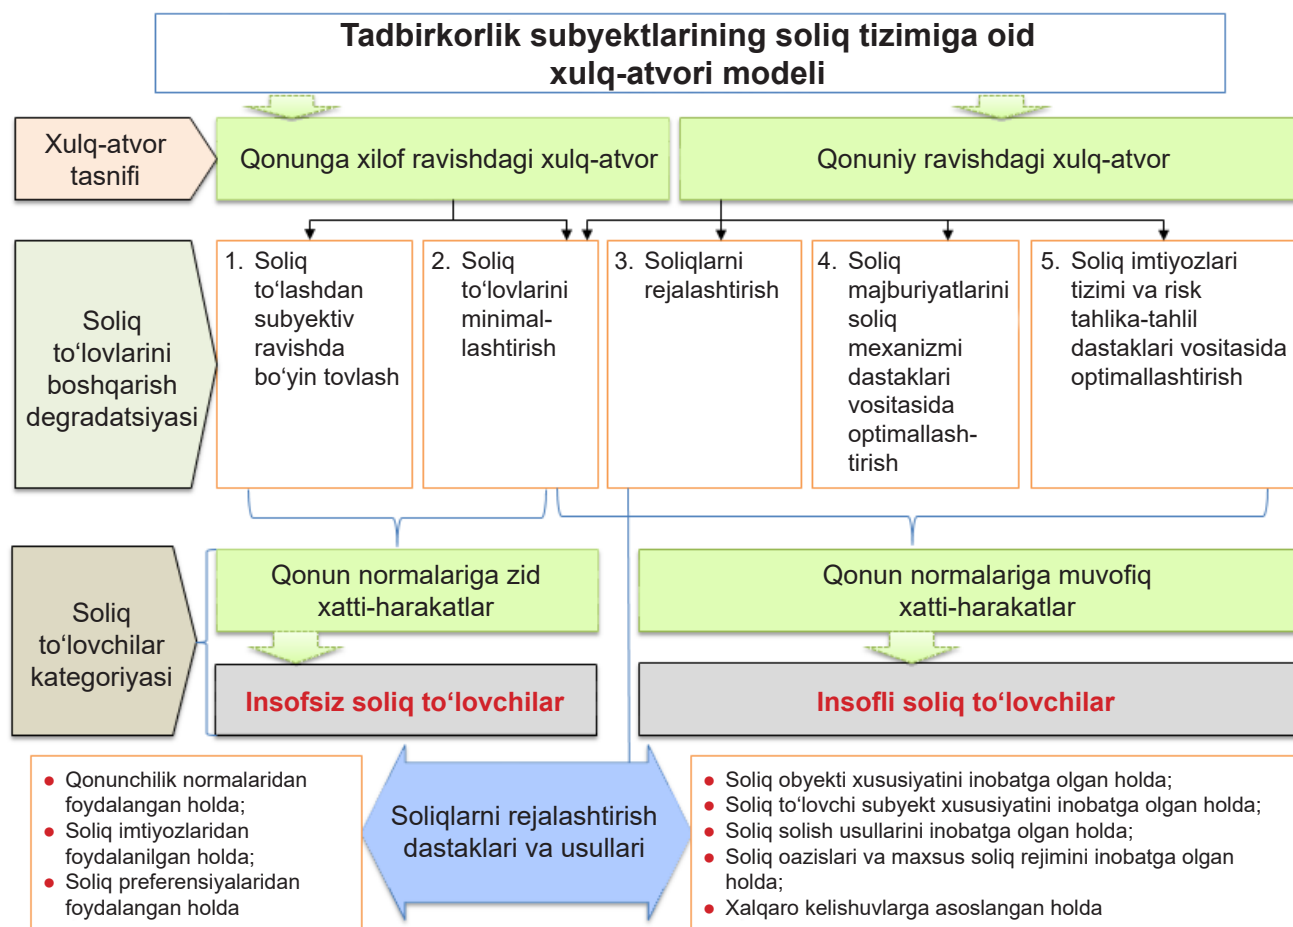 Tadbirkorlik subyektlarining soliq tizimiga oid
xulq-atvori modeli
Xulq-atvor
tasnifi
Qonunga xilof ravishdagi xulq-atvor
Qonuniy ravishdagi xulq-atvor
Soliq
to‘lovlarini
boshqarish
degradatsiyasi
1. Soliq
to‘lashdan
subyektiv
ravishda
bo‘yin tovlash
2. Soliq
to‘lovlarini
minimal-
lashtirish
3. Soliqlarni
rejalashtirish
4. Soliq
majburiyatlarini
soliq
mexanizmi
dastaklari
vositasida
optimallash-
tirish
5. Soliq imtiyozlari
tizimi va risk
tahlika-tahlil
dastaklari vositasida
optimallashtirish
Soliq
to‘lovchilar
kategoriyasi
Qonun normalariga zid
xatti-harakatlar
Qonun normalariga muvofiq
xatti-harakatlar
Insofsiz soliq to‘lovchilar
Insofli soliq to‘lovchilar
● Qonunchilik normalaridan
foydalangan holda;
● Soliq imtiyozlaridan
foydalanilgan holda;
● Soliq preferensiyalaridan
foydalangan holda
Soliqlarni rejalashtirish
dastaklari va usullari
● Soliq obyekti xususiyatini inobatga olgan holda;
● Soliq to‘lovchi subyekt xususiyatini inobatga olgan holda;
● Soliq solish usullarini inobatga olgan holda;
● Soliq oazislari va maxsus soliq rejimini inobatga olgan
holda;
● Xalqaro kelishuvlarga asoslangan holda